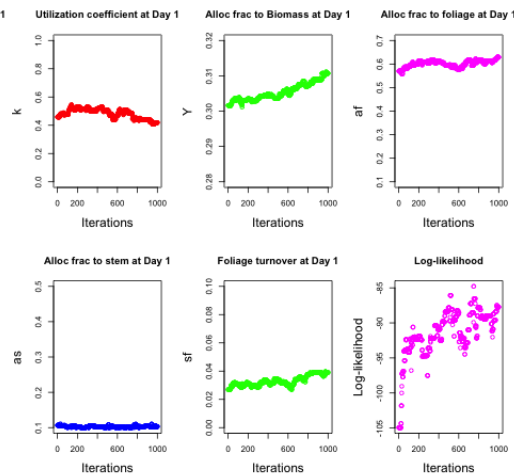 1 Utilization coefficient at Day 1 Alloc frac to Biomass at Day 1 Alloc frac to foliage at Day 1
k
0.0 0.2 0.4 0.6 0.8 1.0
0 200 600 1000
Iterations
Y
0.28 0.29 0.30 0.31 0.32
0 200 600 1000
Iterations
af
0.1 0.2 0.3 0.4 0.5 0.6 0.7
0 200 600 1000
Iterations
Alloc frac to stem at Day 1 Foliage turnover at Day 1 Log-likelihood
as
0.1 0.2 0.3 0.4 0.5
0 200 600 1000
Iterations
sf
0.00 0.02 0.04 0.06 0.08 0.10
0 200 600 1000
Iterations
Log-likelihood
-105 -95 -90 -85
0 200 600 1000
Iterations